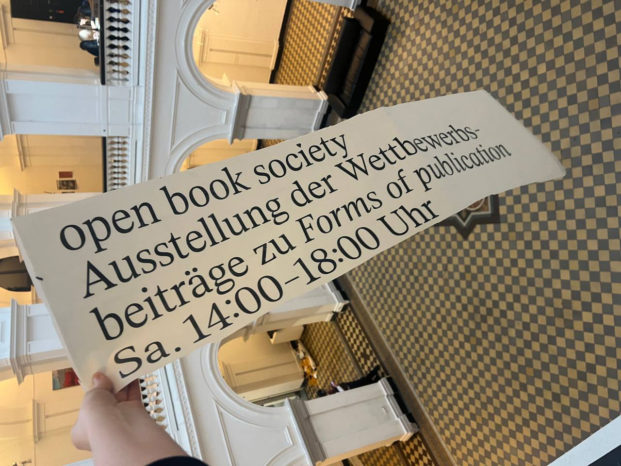 open book society
Ausstellung der Wettbewerbs-
beiträge zu Forms of publication
Sa. 14:00–18:00 Uhr